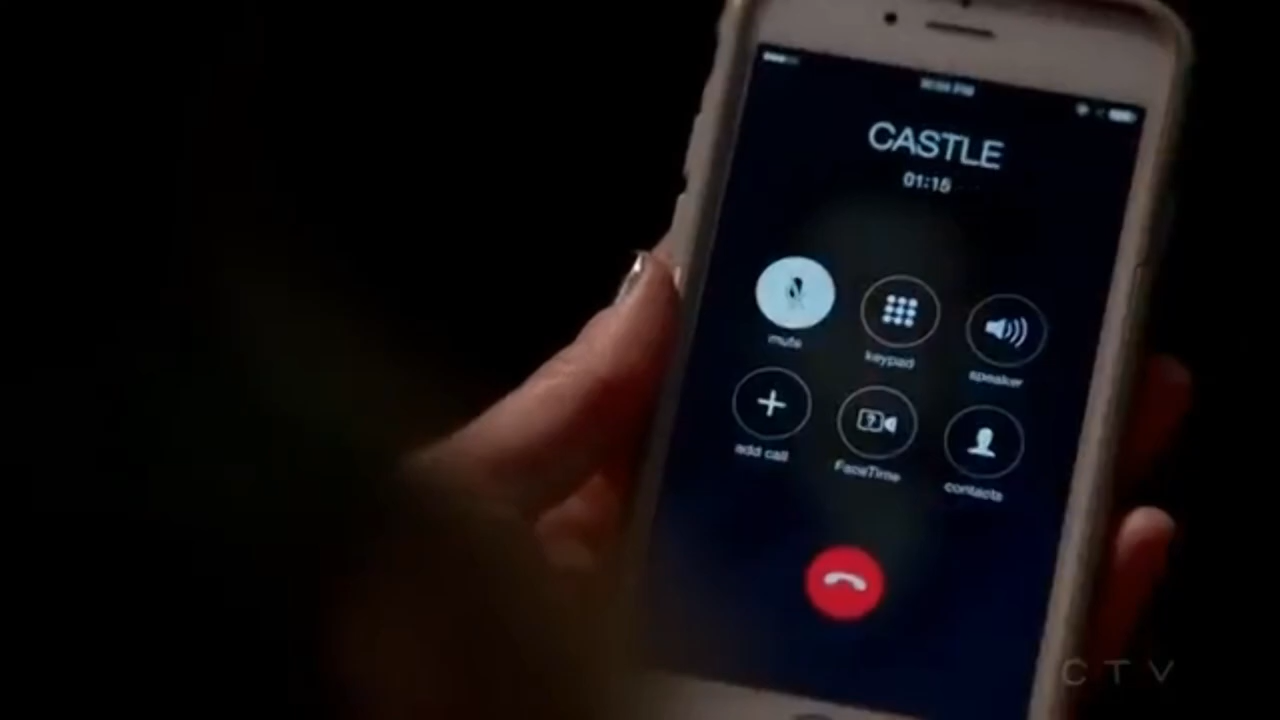 CASTLE
01:15
mute
keypad
speaker
?
add call
FaceTime
contacts
CTV